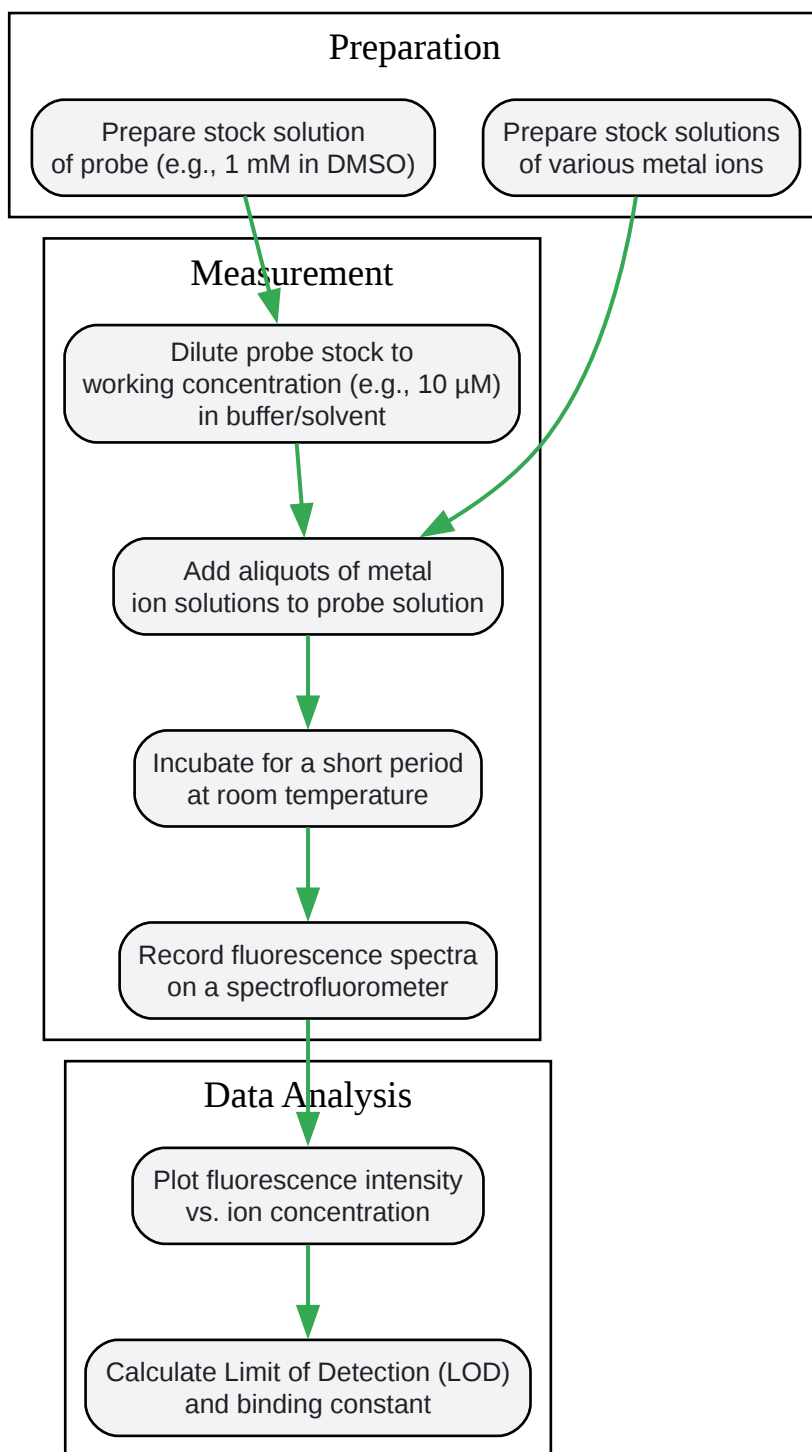 Preparation
Prepare stock solution
of probe (e.g., 1 mM in DMSO)
Prepare stock solutions
of various metal ions
Measurement
Dilute probe stock to
working concentration (e.g., 10 µM)
in buffer/solvent
Add aliquots of metal
ion solutions to probe solution
Incubate for a short period
at room temperature
Record fluorescence spectra
on a spectrofluorometer
Data Analysis
Plot fluorescence intensity
vs. ion concentration
Calculate Limit of Detection (LOD)
and binding constant